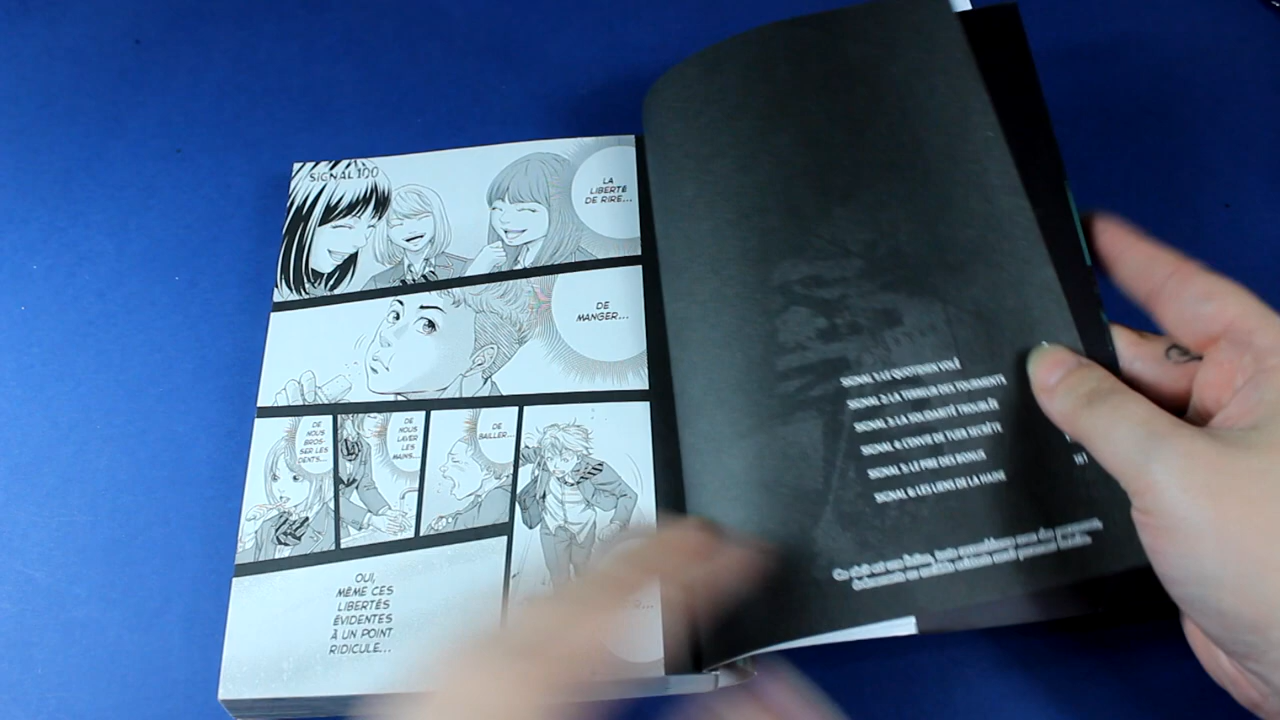 SIGNAL 100
LA
LIBERTÉ
DE RIRE...
DE
MANGER...
DE
NOUS
BROS-
SER LES
DENTS...
DE
NOUS
LAVER
LES
MAINS...
DE
BAILLER...
OUI,
MÊME CES
LIBERTÉS
ÉVIDENTES
À UN POINT
RIDICULE...
SIGNAL 1: LE QUOTIDIEN VOLÉ
SIGNAL 2: LA TERREUR DES TOURMENTS
SIGNAL 3: LA SOLIDARITÉ TROUBLÉE
SIGNAL 4: L'ENVIE DE TUER SECRÈTE
SIGNAL 5: LE PIRE DES BONUS
SIGNAL 6: LES LIENS DE LA HAINE